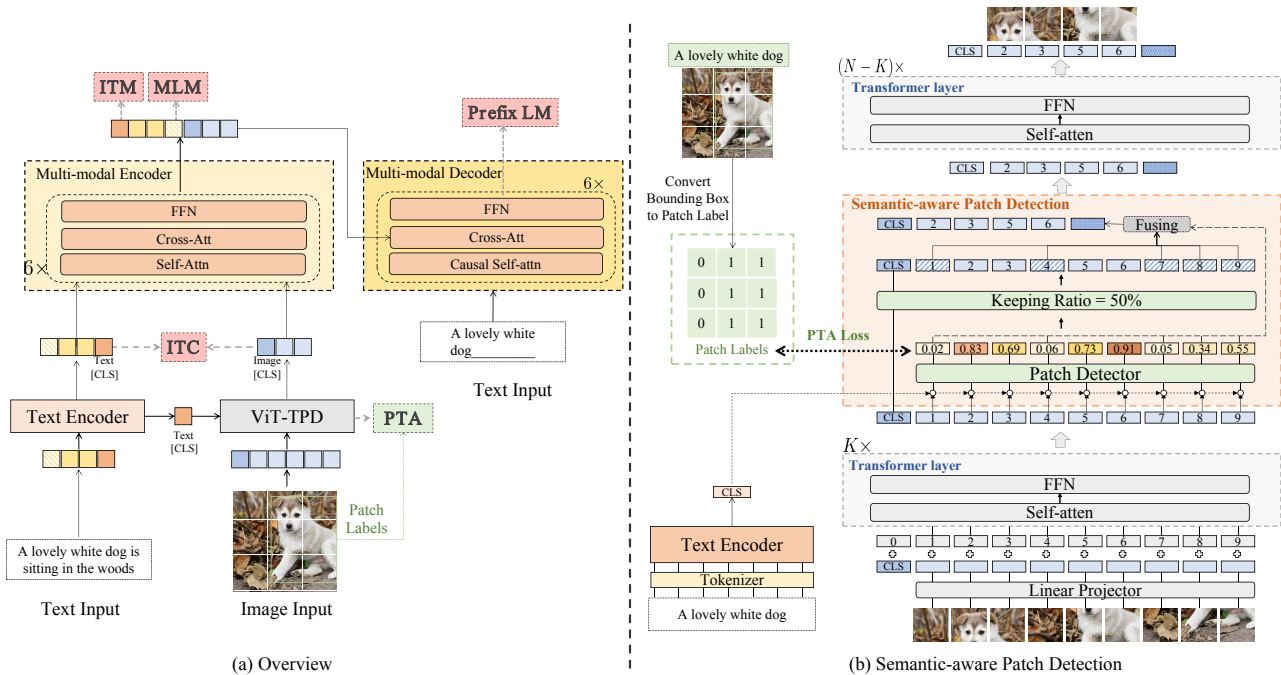 ITM
MLM
Prefix LM
Multi-modal Encoder
FFN
Cross-Att
Self-Attn
6×
Multi-modal Decoder
6×
FFN
Cross-Att
Causal Self-attn
A lovely white
dog__________
Text Input
Text
[CLS]
ITC
Image
[CLS]
Text Encoder
Text
[CLS]
ViT-TPD
PTA
Patch
Labels
A lovely white dog is
sitting in the woods
Text Input
Image Input
(a) Overview
A lovely white dog
Convert
Bounding Box
to Patch Label
0 1 1
0 1 1
0 1 1
Patch Labels
PTA Loss
CLS
Text Encoder
Tokenizer
A lovely white dog
CLS 2 3 5 6
(N − K)×
Transformer layer
FFN
Self-atten
CLS 2 3 5 6
Semantic-aware Patch Detection
CLS 2 3 5 6
Fusing
CLS 1 2 3 4 5 6 7 8 9
Keeping Ratio = 50%
0.02 0.83 0.69 0.06 0.73 0.91 0.05 0.34 0.55
Patch Detector
CLS 1 2 3 4 5 6 7 8 9
K×
Transformer layer
FFN
Self-atten
0 1 2 3 4 5 6 7 8 9
CLS
Linear Projector
(b) Semantic-aware Patch Detection